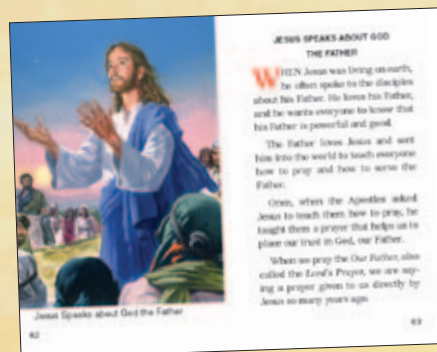 Jesus Speaks about God the Father
62
JESUS SPEAKS ABOUT GOD
THE FATHER
WHEN Jesus was living on earth,
he often spoke to the disciples
about his Father. He loves his Father,
and he wants everyone to know that
his Father is powerful and good.
The Father loves Jesus and sent
him into the world to teach everyone
how to pray and how to serve the
Father.
Once, when the Apostles asked
Jesus to teach them how to pray, he
taught them a prayer that helps us to
place our trust in God, our Father.
When we pray the Our Father, also
called the Lord's Prayer, we are say-
ing a prayer given to us directly by
Jesus so many years ago.
63